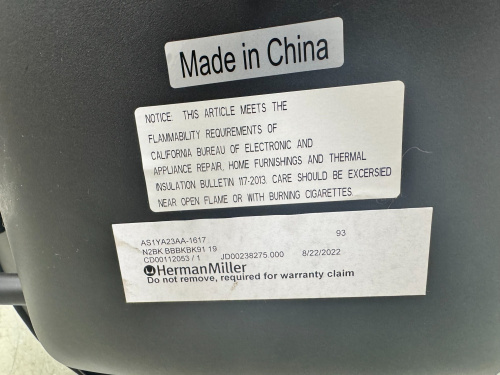 Made in China
NOTICE: THIS ARTICLE MEETS THE
FLAMMABILITY REQUIREMENTS OF
CALIFORNIA BUREAU OF ELECTRONIC AND
APPLIANCE REPAIR, HOME FURNISHINGS AND THERMAL
INSULATION BULLETIN 117-2013. CARE SHOULD BE EXCERSIED
NEAR OPEN FLAME OR WITH BURNING CIGARETTES.
AS1YA23AA-1617 93
N2BK BBBKBK91 19
CD00112053 / 1 JD00238275.000 8/22/2022
HermanMiller
Do not remove, required for warranty claim